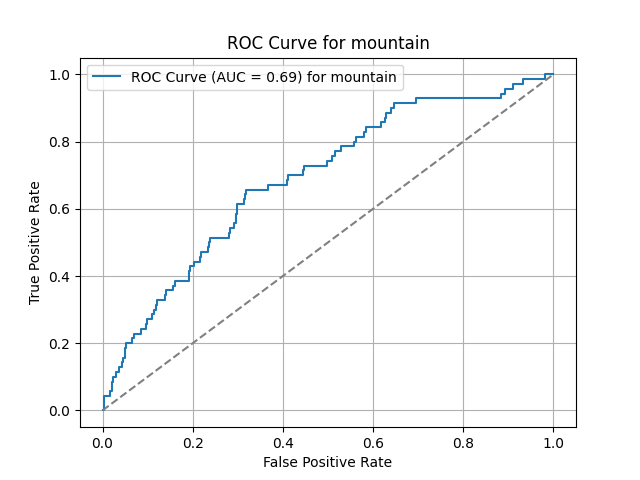 ROC Curve for mountain
ROC Curve (AUC = 0.69) for mountain
1.0
0.8
0.6
0.4
0.2
0.0
True Positive Rate
0.0 0.2 0.4 0.6 0.8 1.0
False Positive Rate